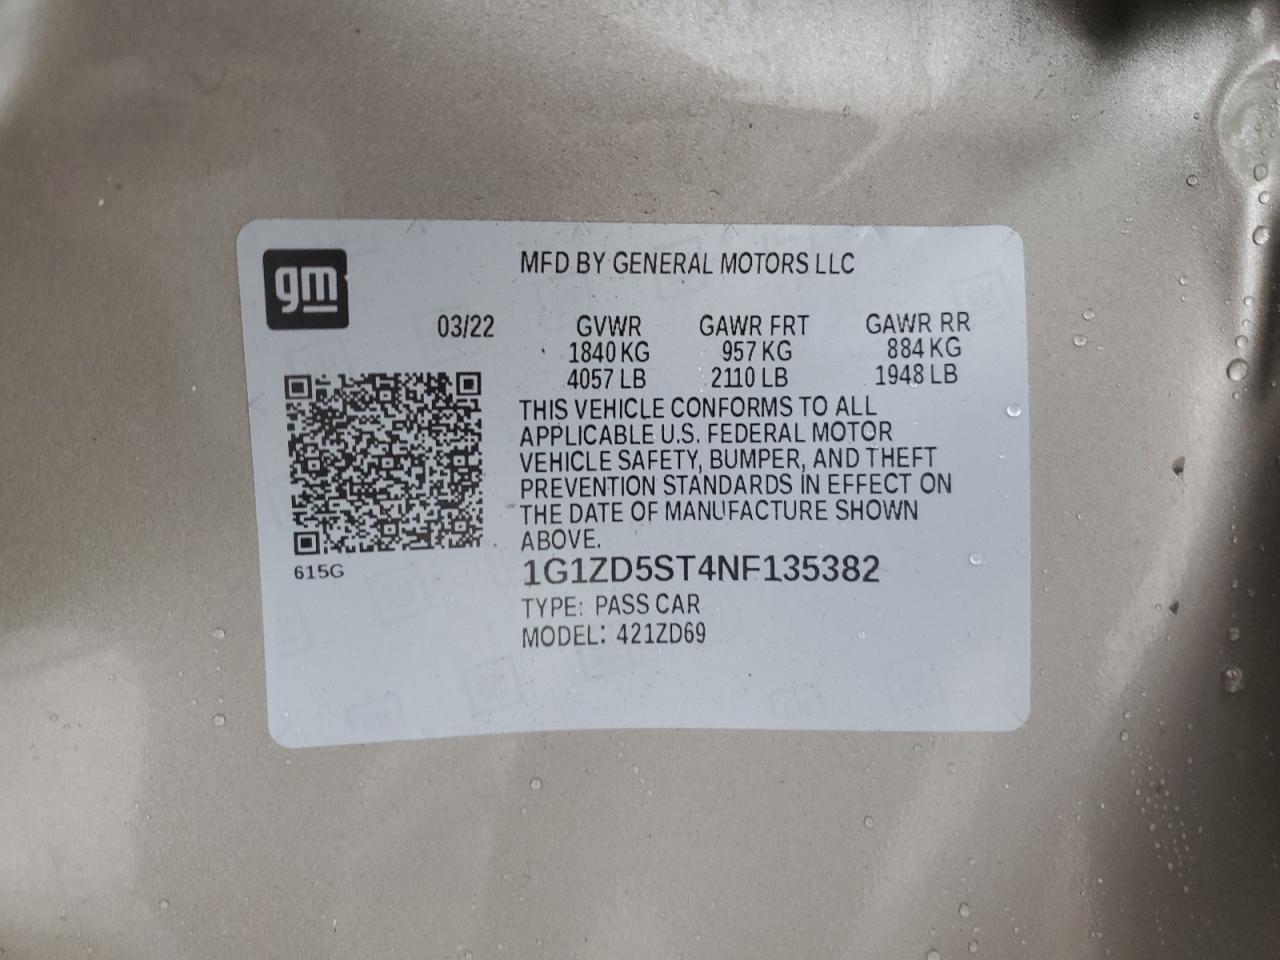 gm
MFD BY GENERAL MOTORS LLC
03/22 GVWR GAWR FRT GAWR RR
1840 KG 957 KG 884 KG
4057 LB 2110 LB 1948 LB
THIS VEHICLE CONFORMS TO ALL
APPLICABLE U.S. FEDERAL MOTOR
VEHICLE SAFETY, BUMPER, AND THEFT
PREVENTION STANDARDS IN EFFECT ON
THE DATE OF MANUFACTURE SHOWN
ABOVE.
615G
1G1ZD5ST4NF135382
TYPE: PASS CAR
MODEL: 421ZD69